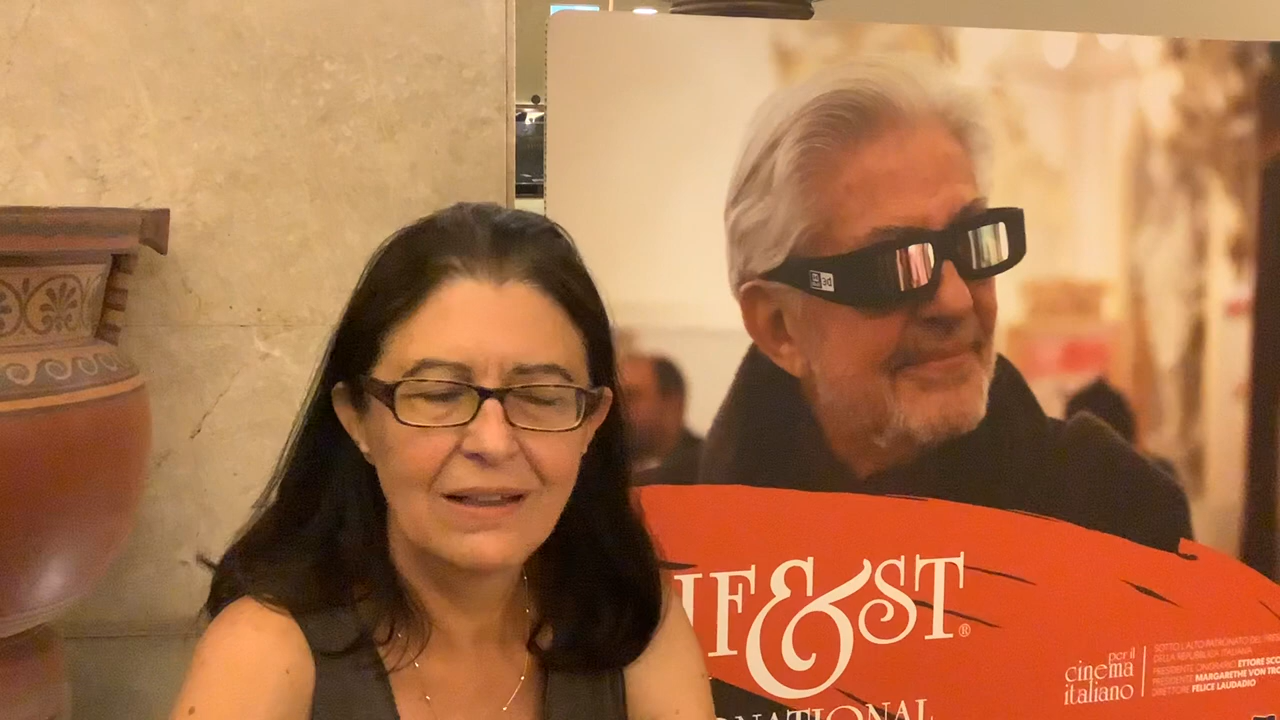 IF&ST®
NATIONAL
per il
cinema
italiano
SOTTO L'ALTO PATRONATO DEL
DELLA REPUBBLICA ITALIANA
PRESIDENTE ONORARIO ETTORE SCO
PRESIDENTE MARGARETHE VON TRO
DIRETTORE FELICE LAUDADIO